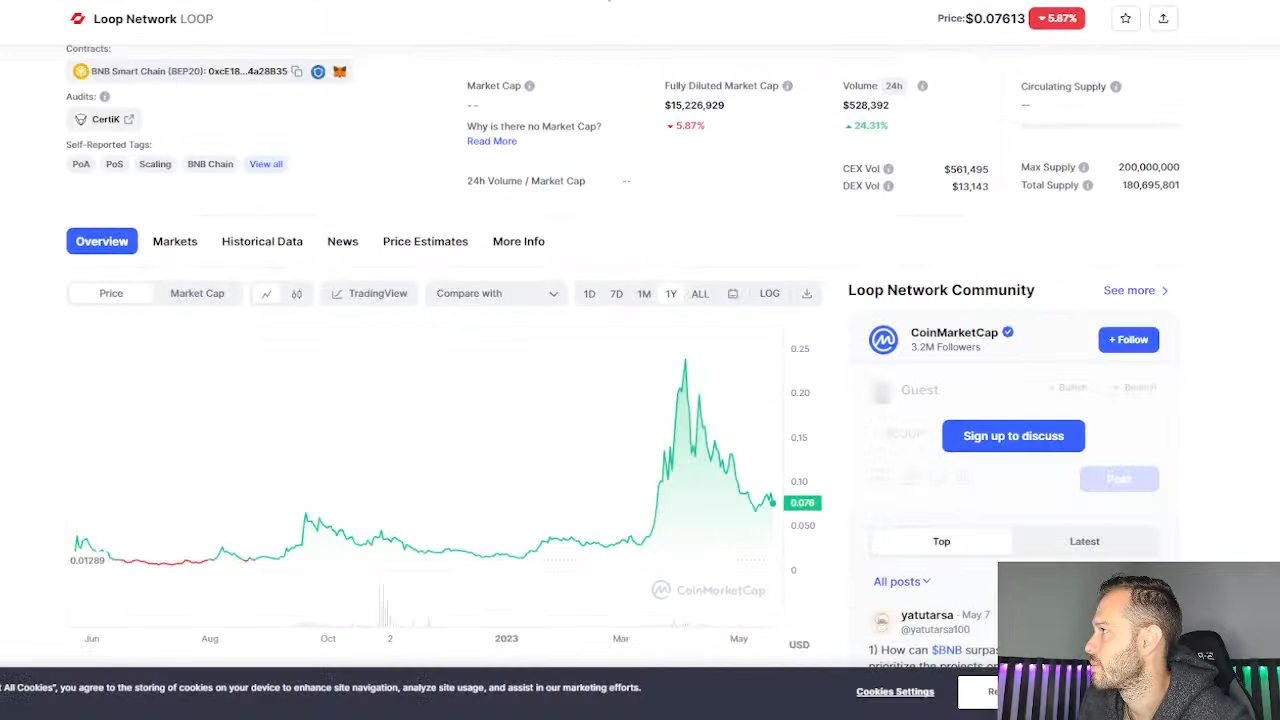 Loop Network LOOP
Price:$0.07613 5.87%
Contracts:
BNB Smart Chain (BEP20): 0xcE18...4a28B35
Audits:
CertiK
Self-Reported Tags:
PoA PoS Scaling BNB Chain View all
Market Cap
--
Why is there no Market Cap?
Read More
24h Volume / Market Cap --
Fully Diluted Market Cap
$15,226,929
5.87%
Volume 24h
$528,392
24.31%
CEX Vol $561,495
DEX Vol $13,143
Circulating Supply
--
Max Supply 200,000,000
Total Supply 180,695,801
Overview Markets Historical Data News Price Estimates More Info
Price Market Cap TradingView Compare with 1D 7D 1M 1Y ALL LOG
0.25
0.20
0.15
0.10
0.076
0.050
0
0.01289
CoinMarketCap
Jun Aug Oct 2 2023 Mar May USD
Loop Network Community
See more
CoinMarketCap
3.2M Followers
+ Follow
Guest
Bullish Bearish
Sign up to discuss
Post
Top Latest
All posts
yatutarsa · May 7
@yatutarsa100
1) How can $BNB surpas
prioritize the projects
t All Cookies", you agree to the storing of cookies on your device to enhance site navigation, analyze site usage, and assist in our marketing efforts.
Cookies Settings
Re